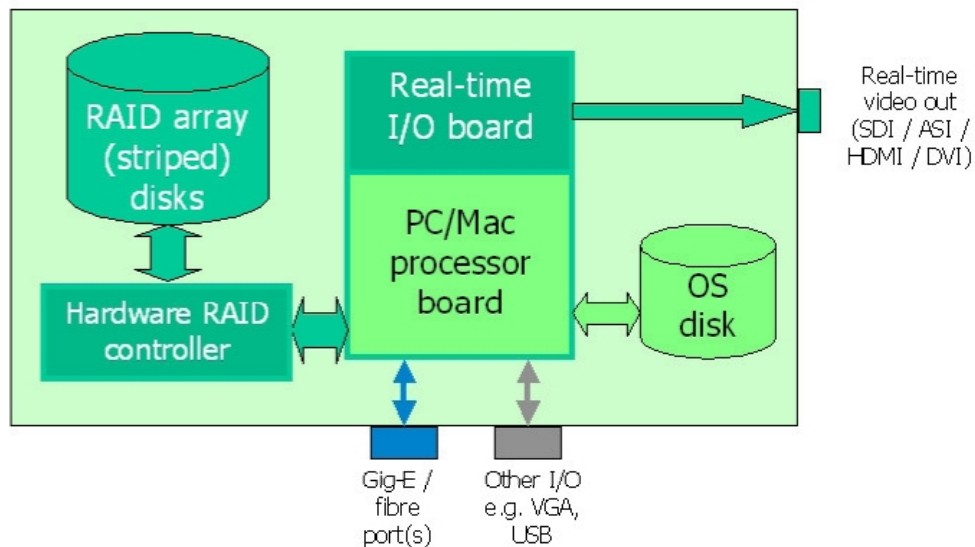 RAID array
(striped)
disks
Real-time
I/O board
Real-time
video out
(SDI / ASI /
HDMI / DVI)
PC/Mac
processor
board
OS
disk
Hardware RAID
controller
Gig-E /
fibre
port(s)
Other I/O
e.g. VGA,
USB